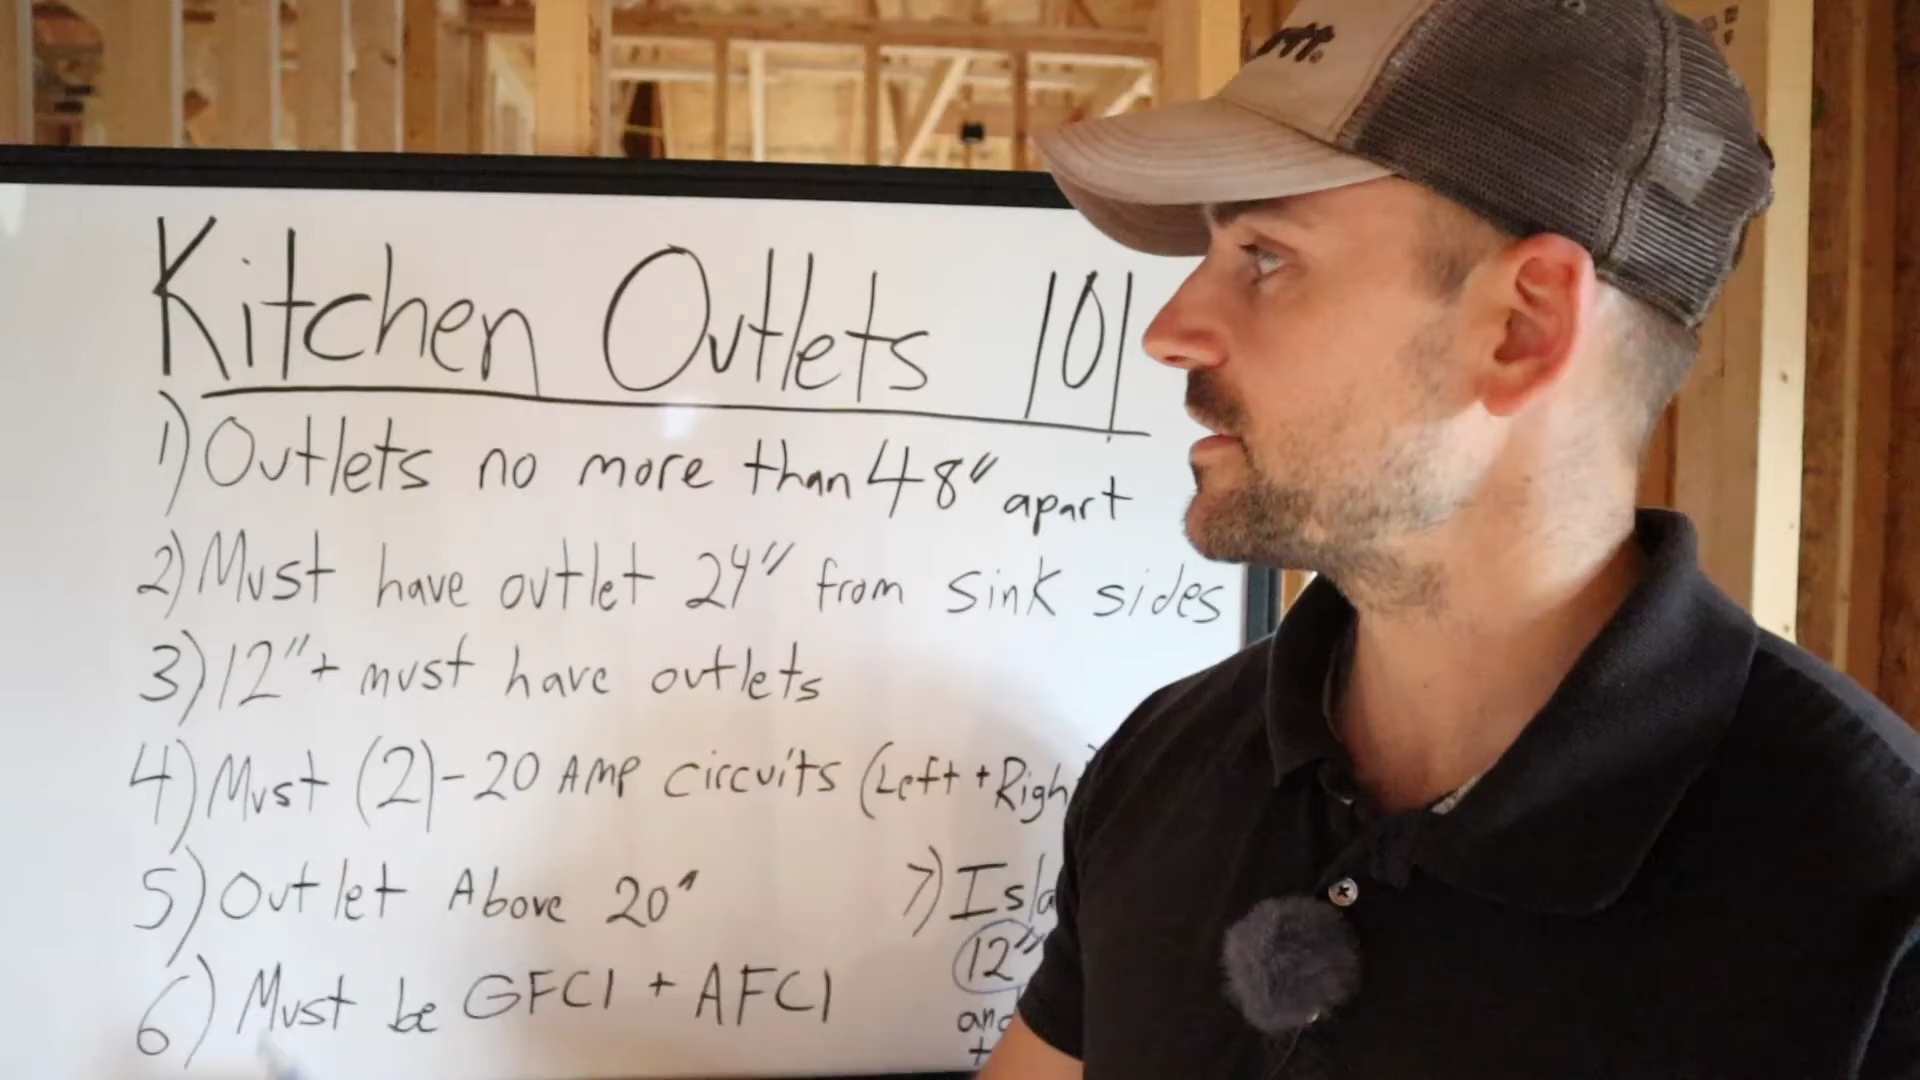 Kitchen Outlets 101
1) Outlets no more than 48" apart
2) Must have outlet 24" from sink sides
3) 12"+ must have outlets
4) Must (2)-20 AMP circuits (Left + Righ
5) Outlet Above 20"
6) Must be GFCI + AFCI
7) Isla
12"
and